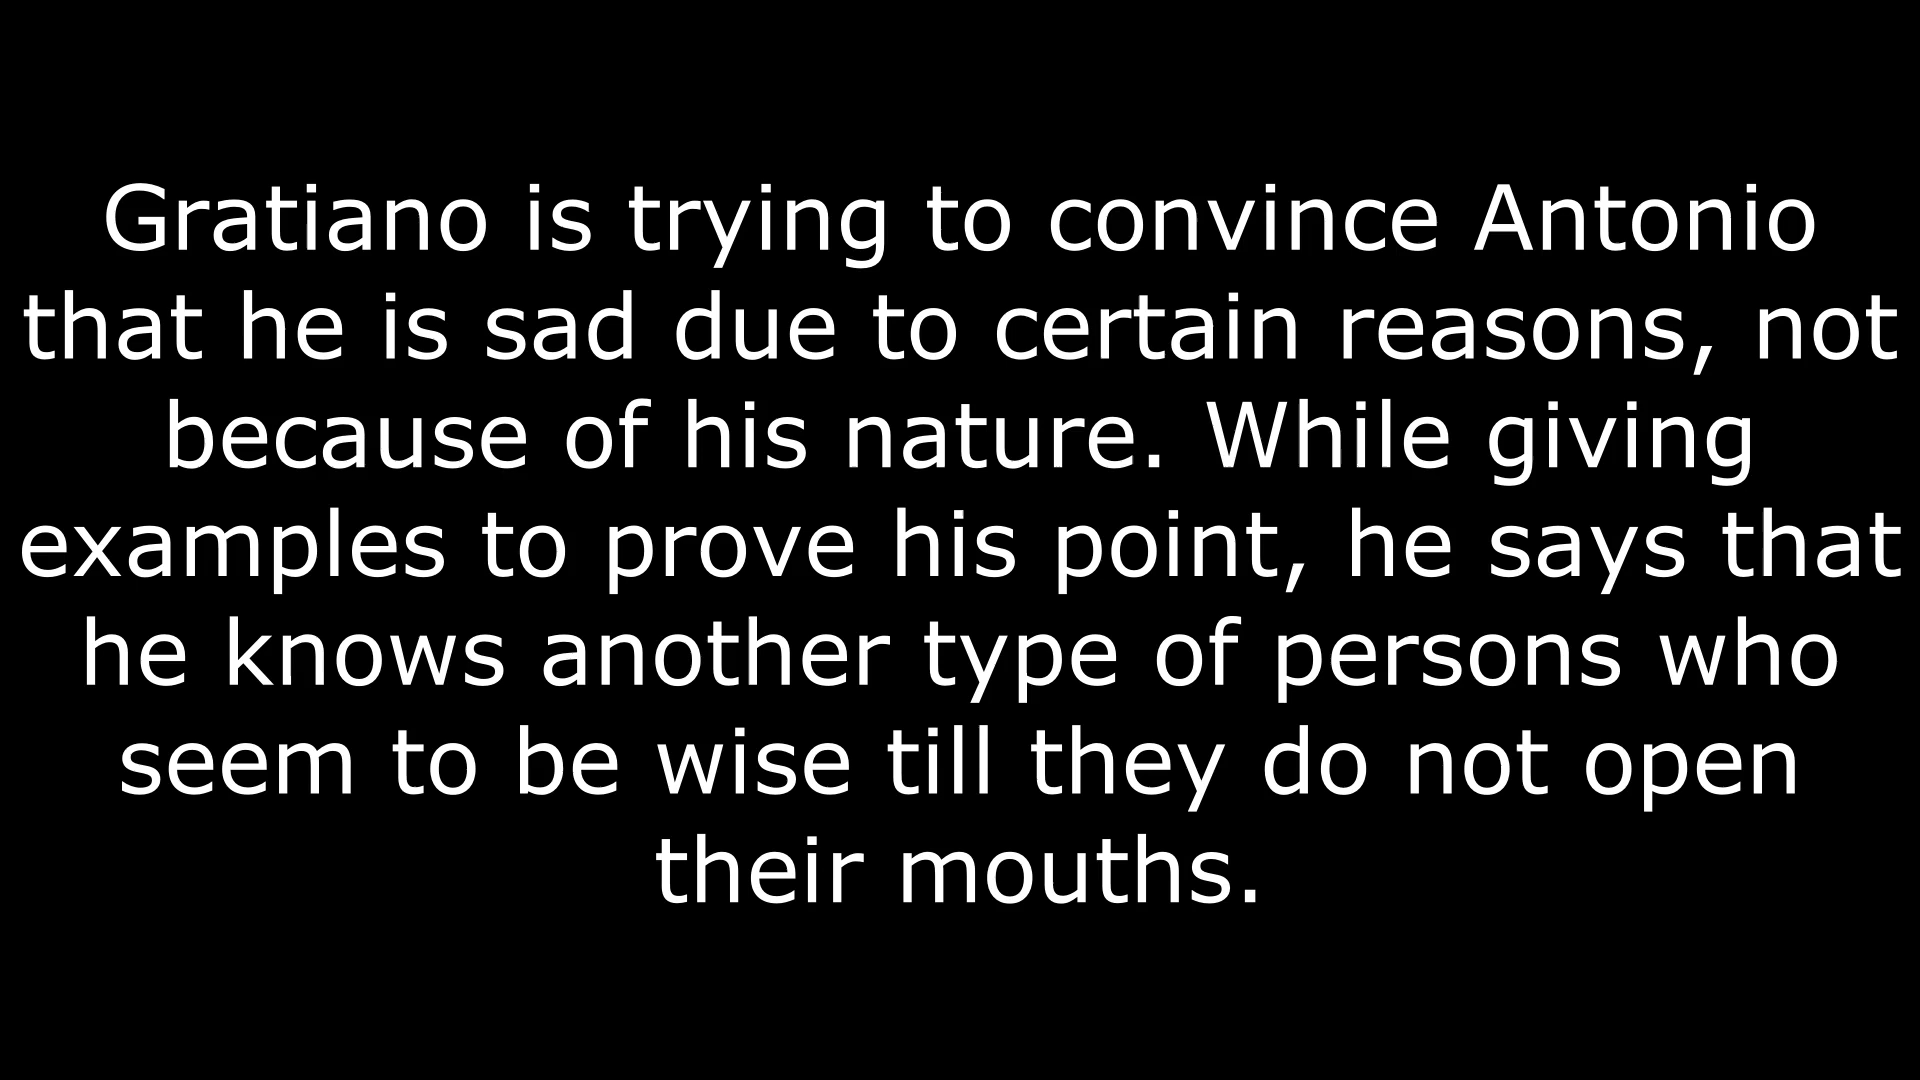 Gratiano is trying to convince Antonio
that he is sad due to certain reasons, not
because of his nature. While giving
examples to prove his point, he says that
he knows another type of persons who
seem to be wise till they do not open
their mouths.